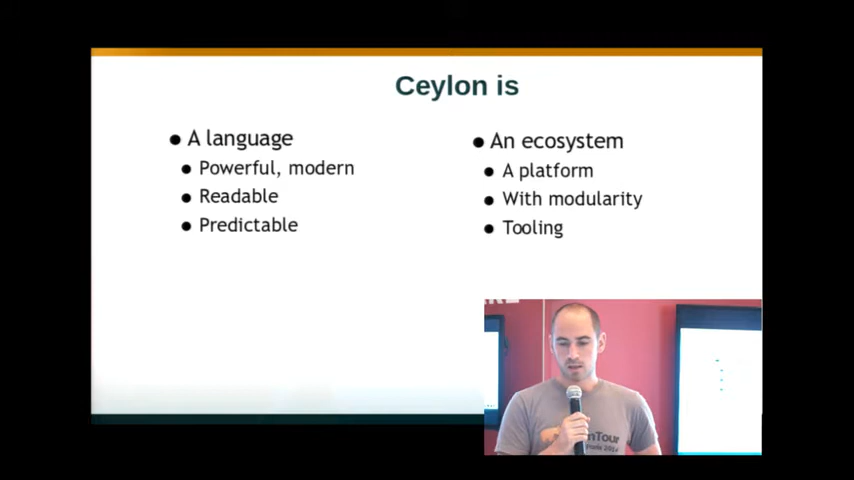 Ceylon is
A language
Powerful, modern
Readable
Predictable
An ecosystem
A platform
With modularity
Tooling